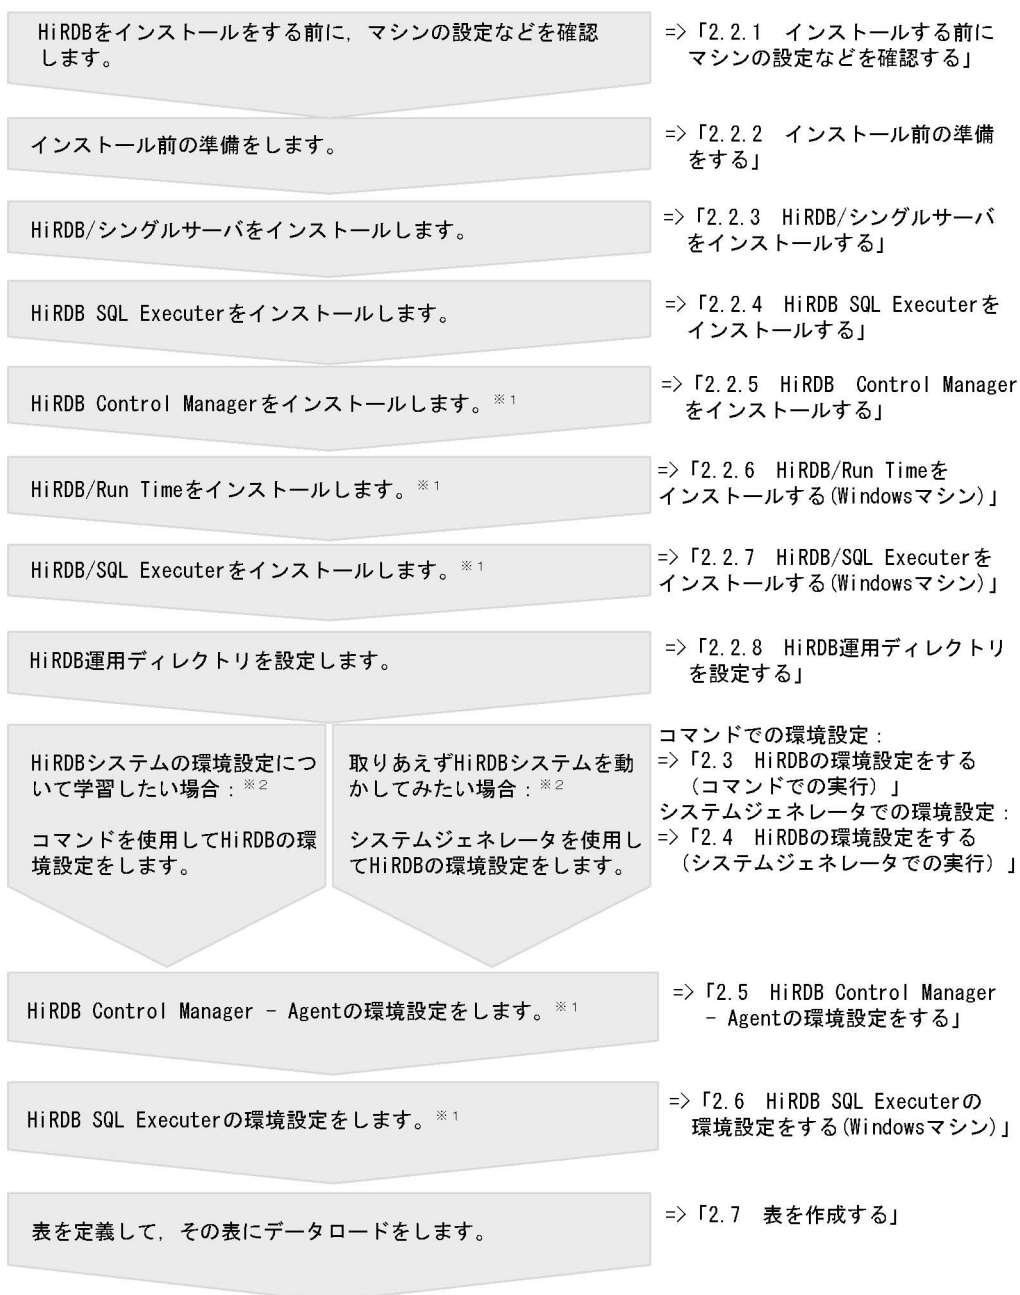 HiRDBをインストールをする前に，マシンの設定などを確認
します。
=>「2.2.1　インストールする前に
マシンの設定などを確認する」
インストール前の準備をします。
=>「2.2.2　インストール前の準備
をする」
HiRDB/シングルサーバをインストールします。
=>「2.2.3　HiRDB/シングルサーバ
をインストールする」
HiRDB SQL Executerをインストールします。
=>「2.2.4　HiRDB SQL Executerを
インストールする」
HiRDB Control Managerをインストールします。※1
=>「2.2.5　HiRDB　Control Manager
をインストールする」
HiRDB/Run Timeをインストールします。※1
=>「2.2.6　HiRDB/Run Timeを
インストールする(Windowsマシン)」
HiRDB/SQL Executerをインストールします。※1
=>「2.2.7　HiRDB/SQL Executerを
インストールする(Windowsマシン)」
HiRDB運用ディレクトリを設定します。
=>「2.2.8　HiRDB運用ディレクトリ
を設定する」
HiRDBシステムの環境設定につ
いて学習したい場合：※2
コマンドを使用してHiRDBの環
境設定をします。
取りあえずHiRDBシステムを動
かしてみたい場合：※2
システムジェネレータを使用し
てHiRDBの環境設定をします。
コマンドでの環境設定：
=>「2.3　HiRDBの環境設定をする
（コマンドでの実行）」
システムジェネレータでの環境設定：
=>「2.4　HiRDBの環境設定をする
（システムジェネレータでの実行）」
HiRDB Control Manager － Agentの環境設定をします。※1
=>「2.5　HiRDB Control Manager
－ Agentの環境設定をする」
HiRDB SQL Executerの環境設定をします。※1
=>「2.6　HiRDB SQL Executerの
環境設定をする(Windowsマシン)」
表を定義して，その表にデータロードをします。
=>「2.7　表を作成する」